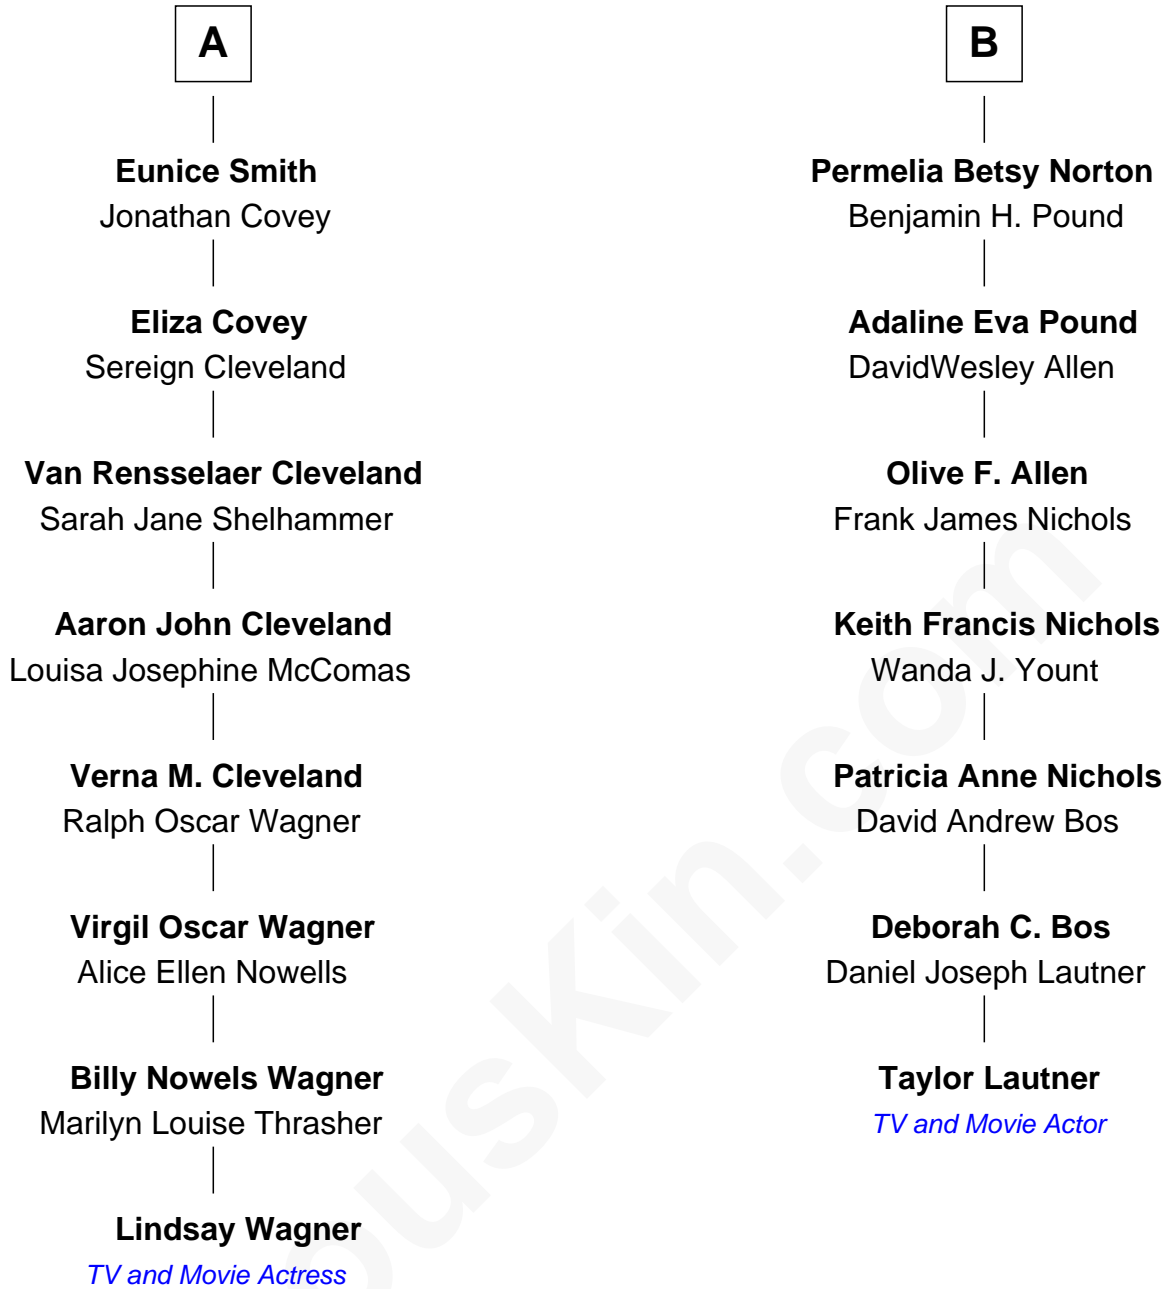 A
Eunice Smith
Jonathan Covey
Eliza Covey
Sereign Cleveland
Van Rensselaer Cleveland
Sarah Jane Shelhammer
Aaron John Cleveland
Louisa Josephine McComas
Verna M. Cleveland
Ralph Oscar Wagner
Virgil Oscar Wagner
Alice Ellen Nowells
Billy Nowels Wagner
Marilyn Louise Thrasher
Lindsay Wagner
TV and Movie Actress
B
Permelia Betsy Norton
Benjamin H. Pound
Adaline Eva Pound
DavidWesley Allen
Olive F. Allen
Frank James Nichols
Keith Francis Nichols
Wanda J. Yount
Patricia Anne Nichols
David Andrew Bos
Deborah C. Bos
Daniel Joseph Lautner
Taylor Lautner
TV and Movie Actor
ousKin.com